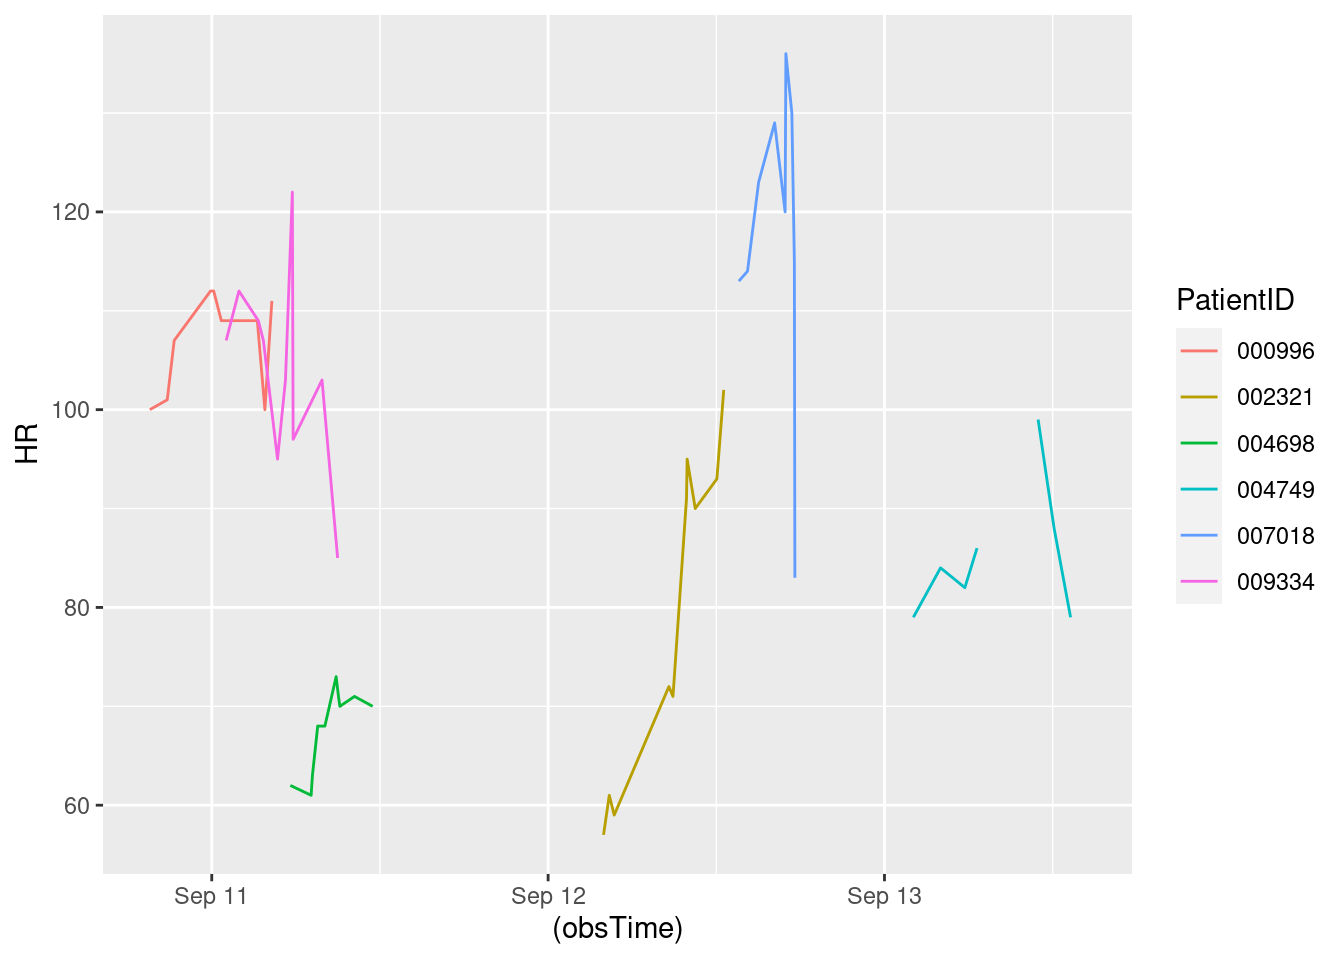 120
100
80
60
HR
Sep 11
Sep 12
Sep 13
(obsTime)
PatientID
000996
002321
004698
004749
007018
009334